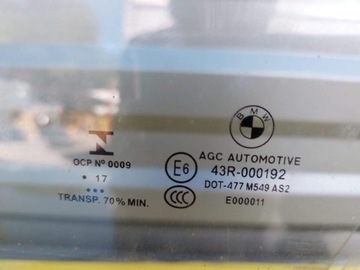 BMW
AGC AUTOMOTIVE
OCP Nº 0009
E6
43R-000192
• 17
DOT-477 M549 AS2
TRANSP. 70% MIN.
CCC
E000011